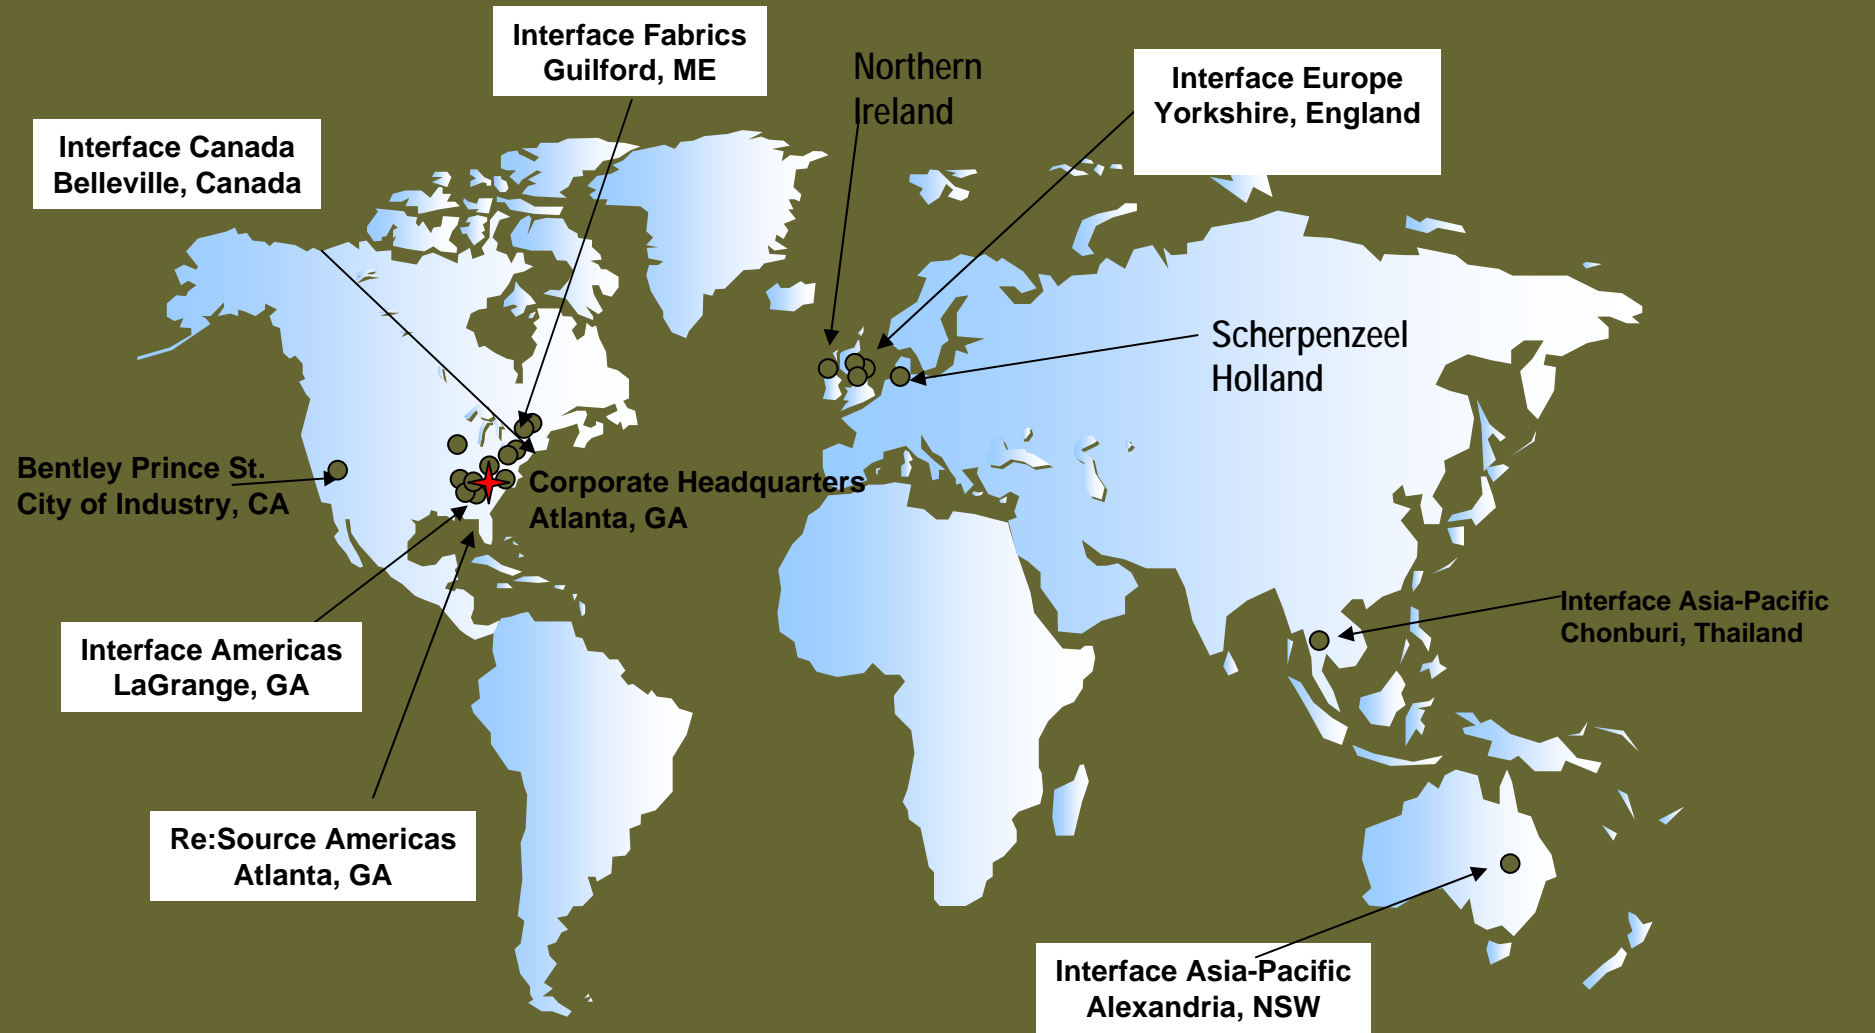 Interface Fabrics
Guilford, ME
Northern
Ireland
Interface Europe
Yorkshire, England
Interface Canada
Belleville, Canada
Scherpenzeel
Holland
Bentley Prince St.
City of Industry, CA
Corporate Headquarters
Atlanta, GA
Interface Asia-Pacific
Chonburi, Thailand
Interface Americas
LaGrange, GA
Re:Source Americas
Atlanta, GA
Interface Asia-Pacific
Alexandria, NSW